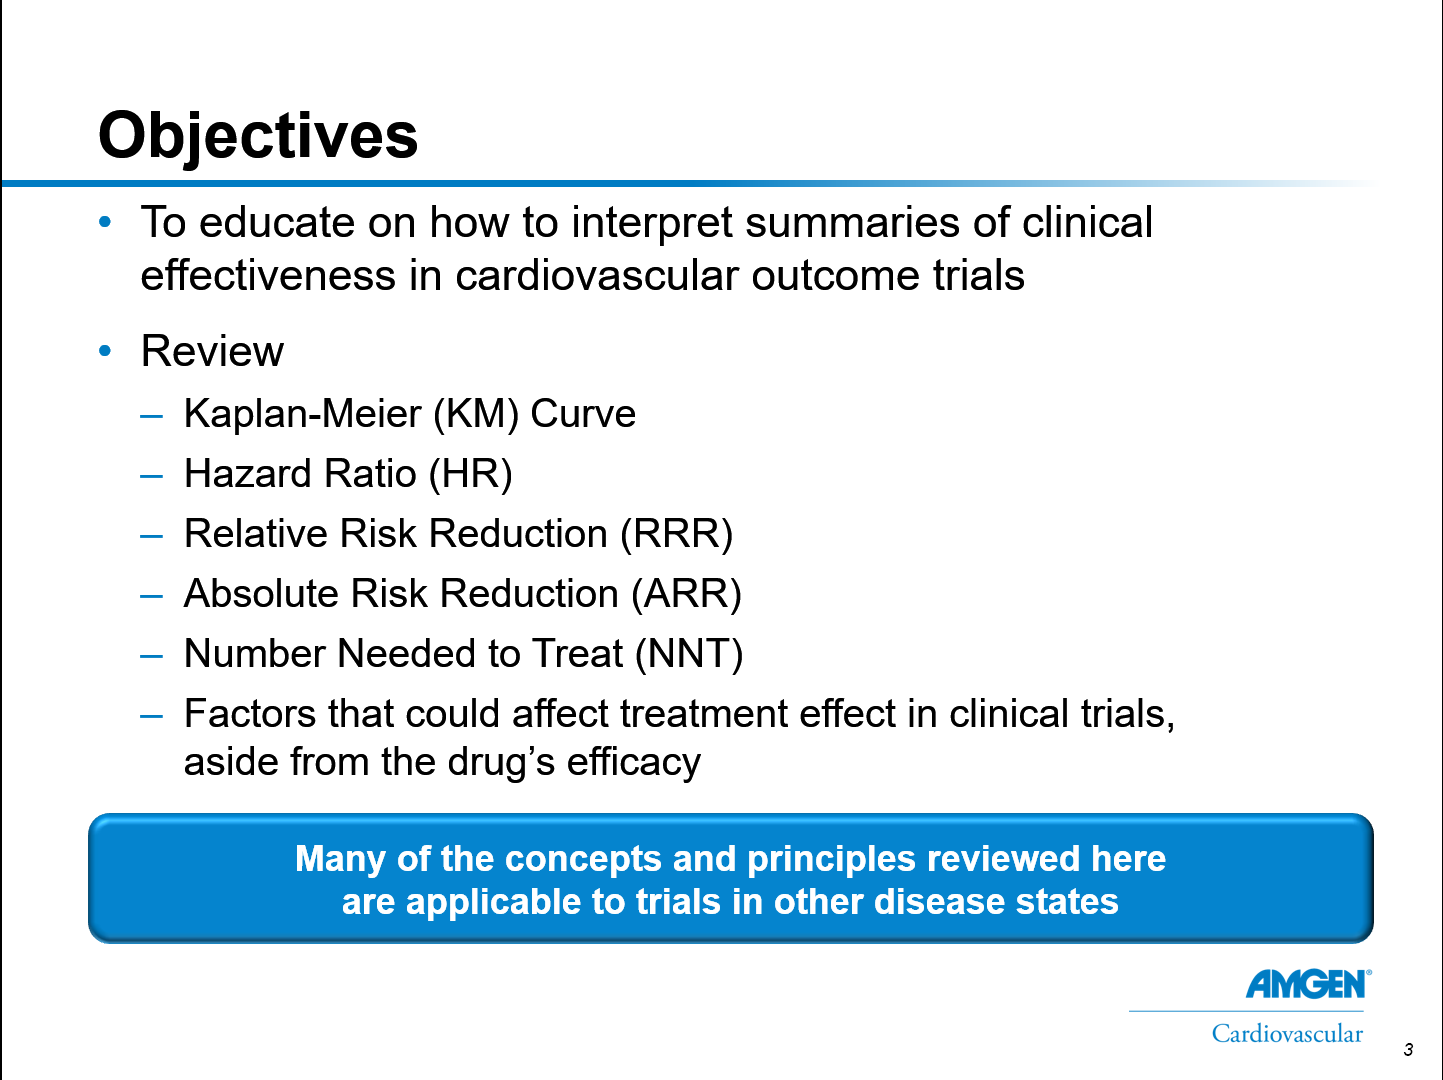 Objectives
• To educate on how to interpret summaries of clinical
effectiveness in cardiovascular outcome trials
• Review
– Kaplan-Meier (KM) Curve
– Hazard Ratio (HR)
– Relative Risk Reduction (RRR)
– Absolute Risk Reduction (ARR)
– Number Needed to Treat (NNT)
– Factors that could affect treatment effect in clinical trials,
aside from the drug’s efficacy
Many of the concepts and principles reviewed here
are applicable to trials in other disease states
AMGEN®
Cardiovascular
3